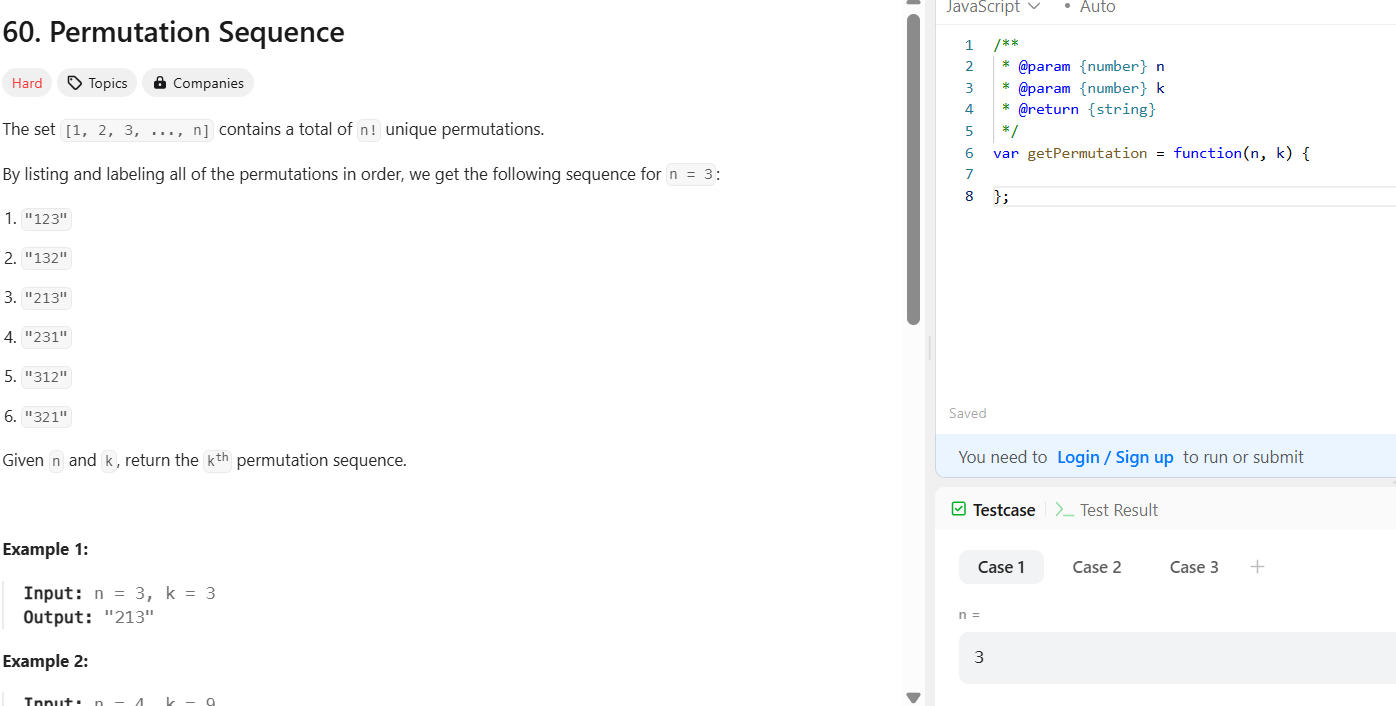 60. Permutation Sequence
Hard Topics Companies
The set [1, 2, 3, ..., n] contains a total of n! unique permutations.
By listing and labeling all of the permutations in order, we get the following sequence for n = 3:
1. "123"
2. "132"
3. "213"
4. "231"
5. "312"
6. "321"
Given n and k, return the kth permutation sequence.
Example 1:
Input: n = 3, k = 3
Output: "213"
Example 2:
Input: n = 4, k = 9
JavaScript • Auto
1 /**
2 * @param {number} n
3 * @param {number} k
4 * @return {string}
5 */
6 var getPermutation = function(n, k) {
7
8 };
Saved
You need to Login / Sign up to run or submit
Testcase >_ Test Result
Case 1 Case 2 Case 3 +
n =
3